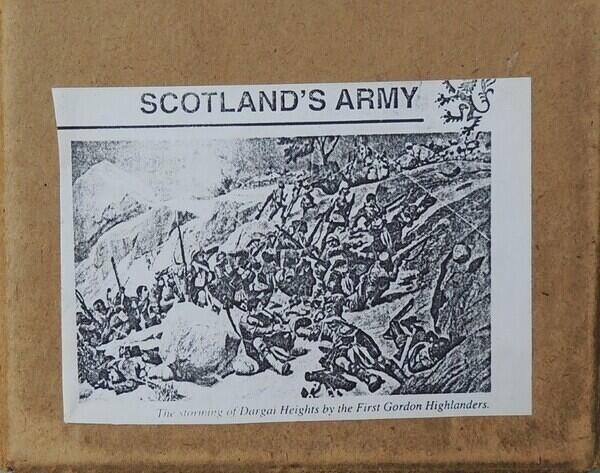 SCOTLAND'S ARMY
The storming of Dargai Heights by the First Gordon Highlanders.